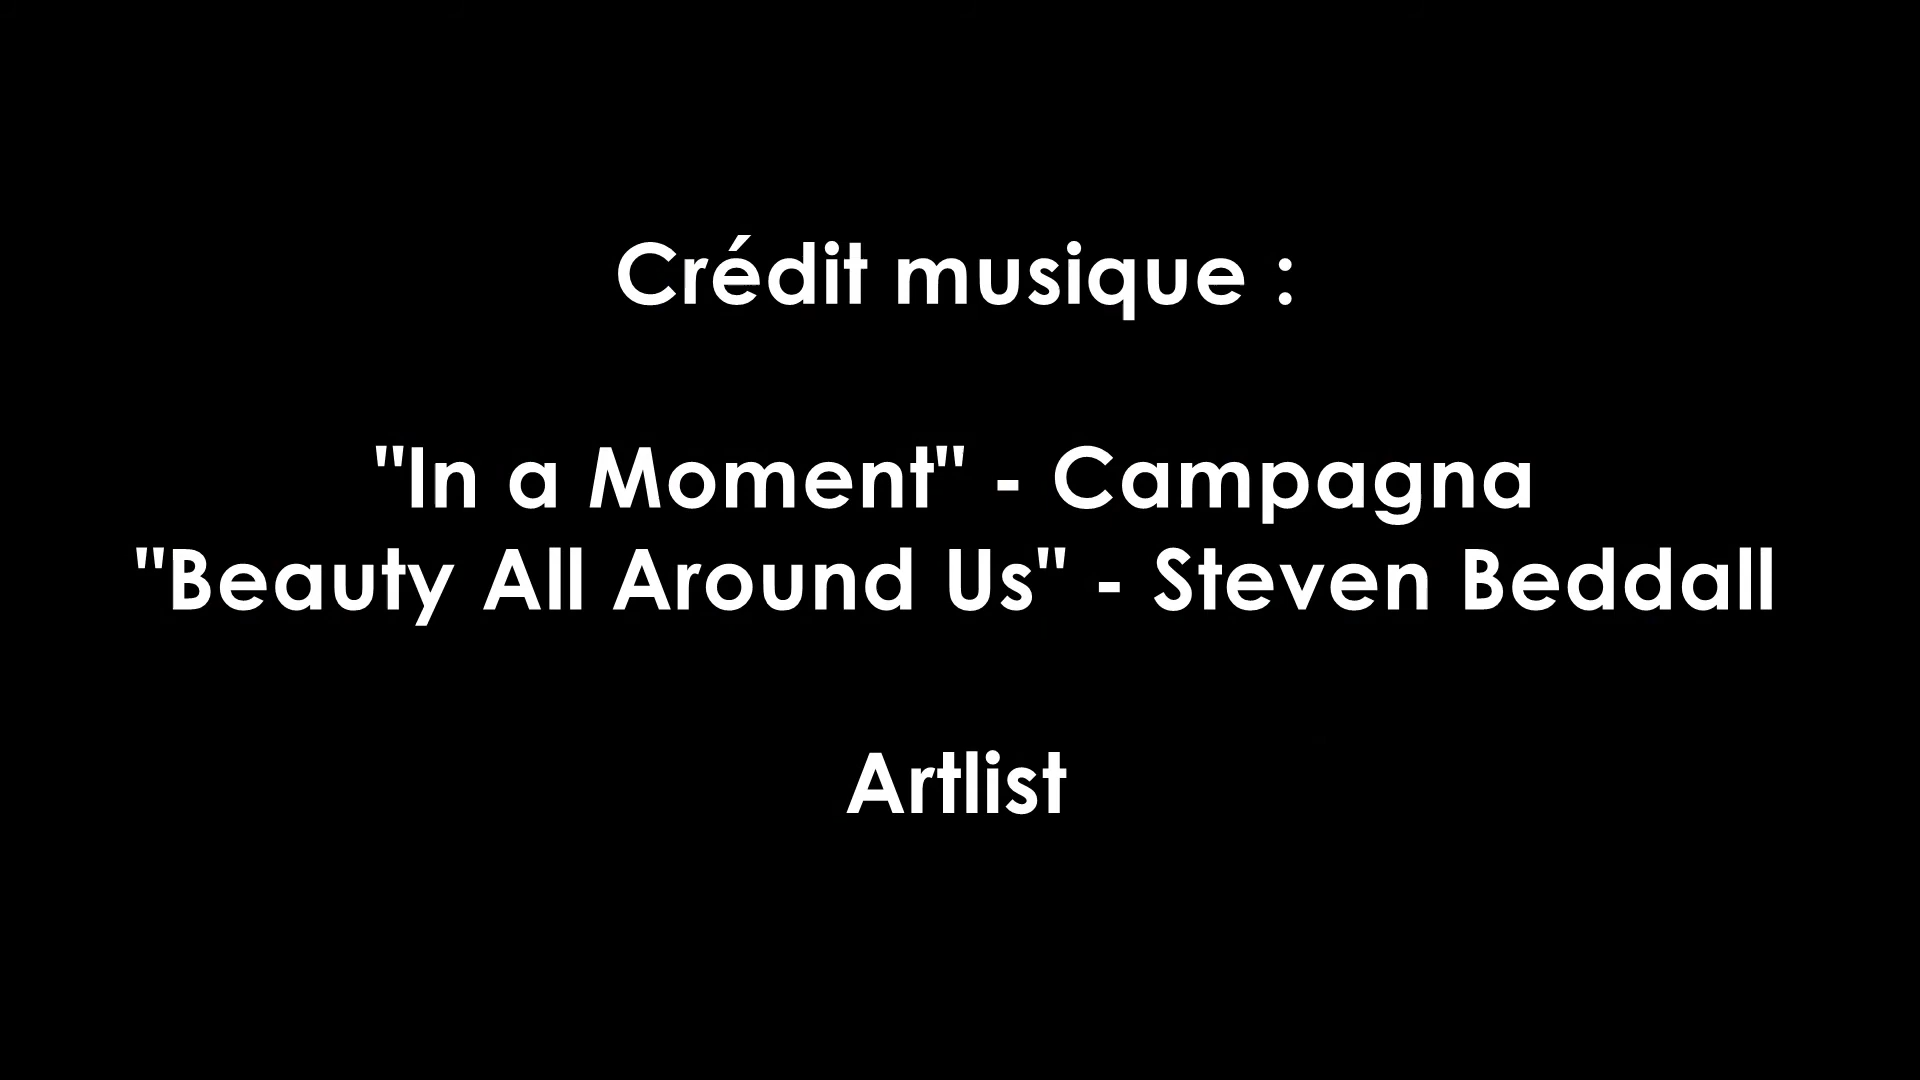 Crédit musique :
"In a Moment" - Campagna
"Beauty All Around Us" - Steven Beddall
Artlist